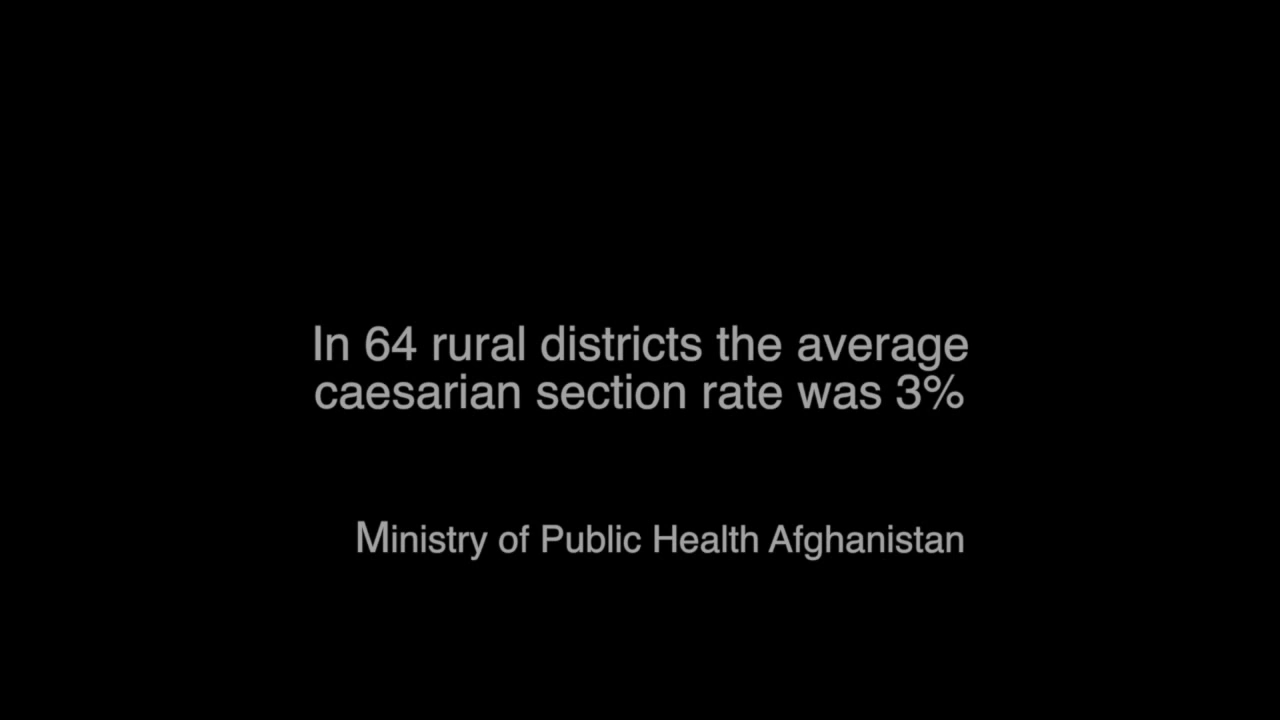 In 64 rural districts the average
caesarian section rate was 3%
Ministry of Public Health Afghanistan